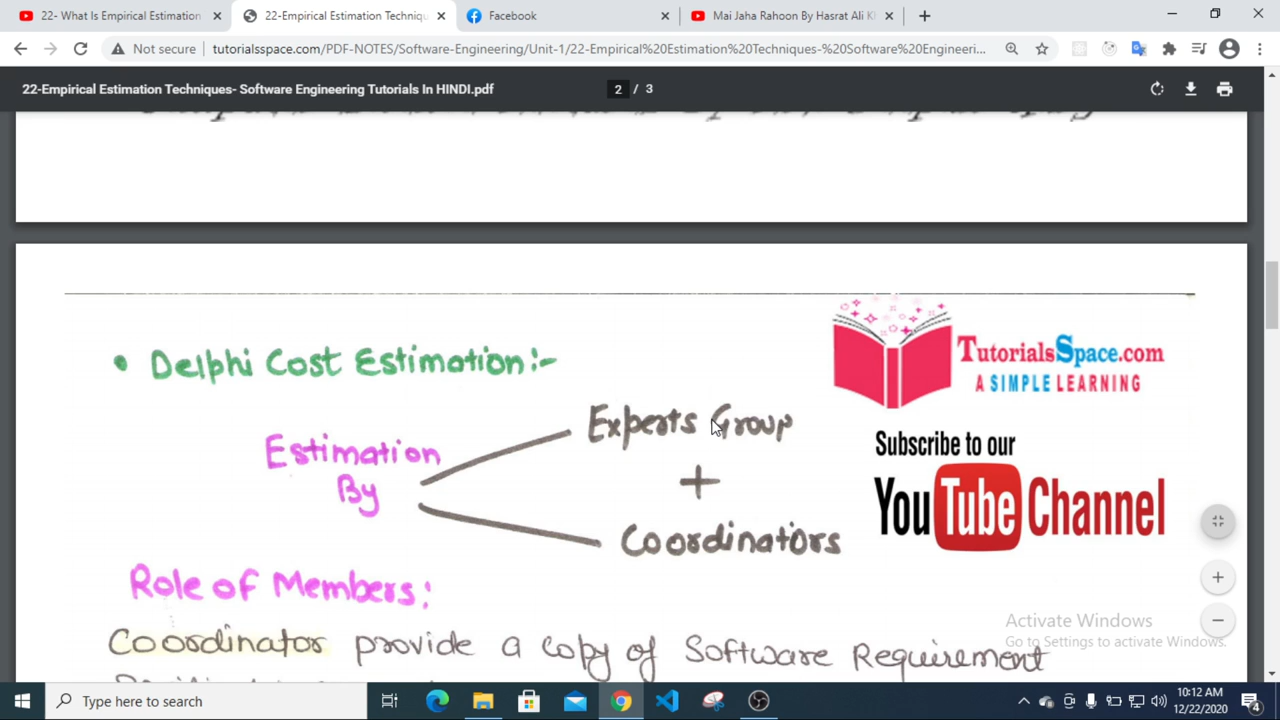 22- What Is Empirical Estimation
22-Empirical Estimation Techniqu
Facebook
Mai Jaha Rahoon By Hasrat Ali Kh
Not secure
tutorialsspace.com/PDF-NOTES/Software-Engineering/Unit-1/22-Empirical%20Estimation%20Techniques-%20Software%20Engineeri...
22-Empirical Estimation Techniques- Software Engineering Tutorials In HINDI.pdf
2 / 3
• Delphi Cost Estimation:-
TutorialsSpace.com
A SIMPLE LEARNING
Experts Group
Estimation
By
+
Coordinators
Subscribe to our
YouTube Channel
Role of Members:
Coordinator provide a copy of Software Requirement
Activate Windows
Go to Settings to activate Windows.
Type here to search
10:12 AM
12/22/2020
4